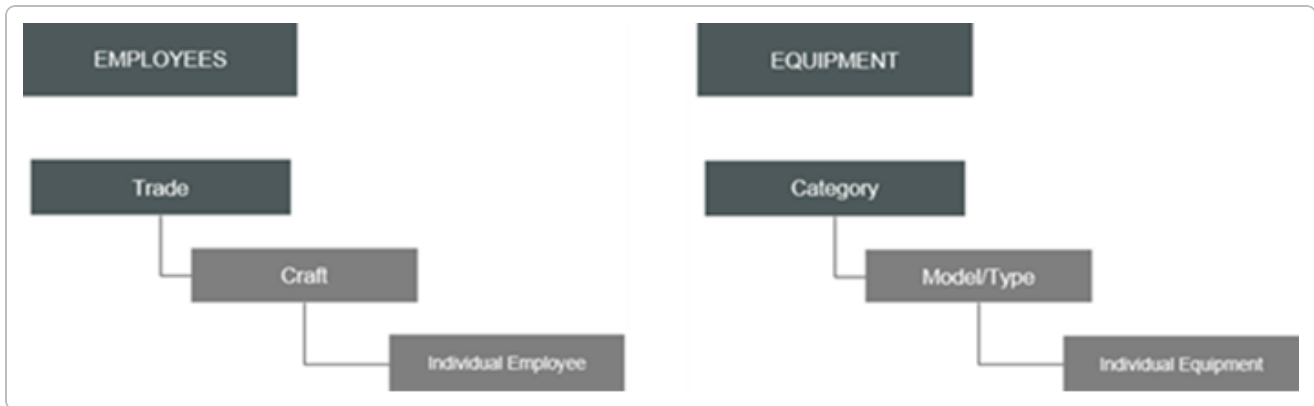 EMPLOYEES
Trade
Craft
Individual Employee
EQUIPMENT
Category
Model/Type
Individual Equipment